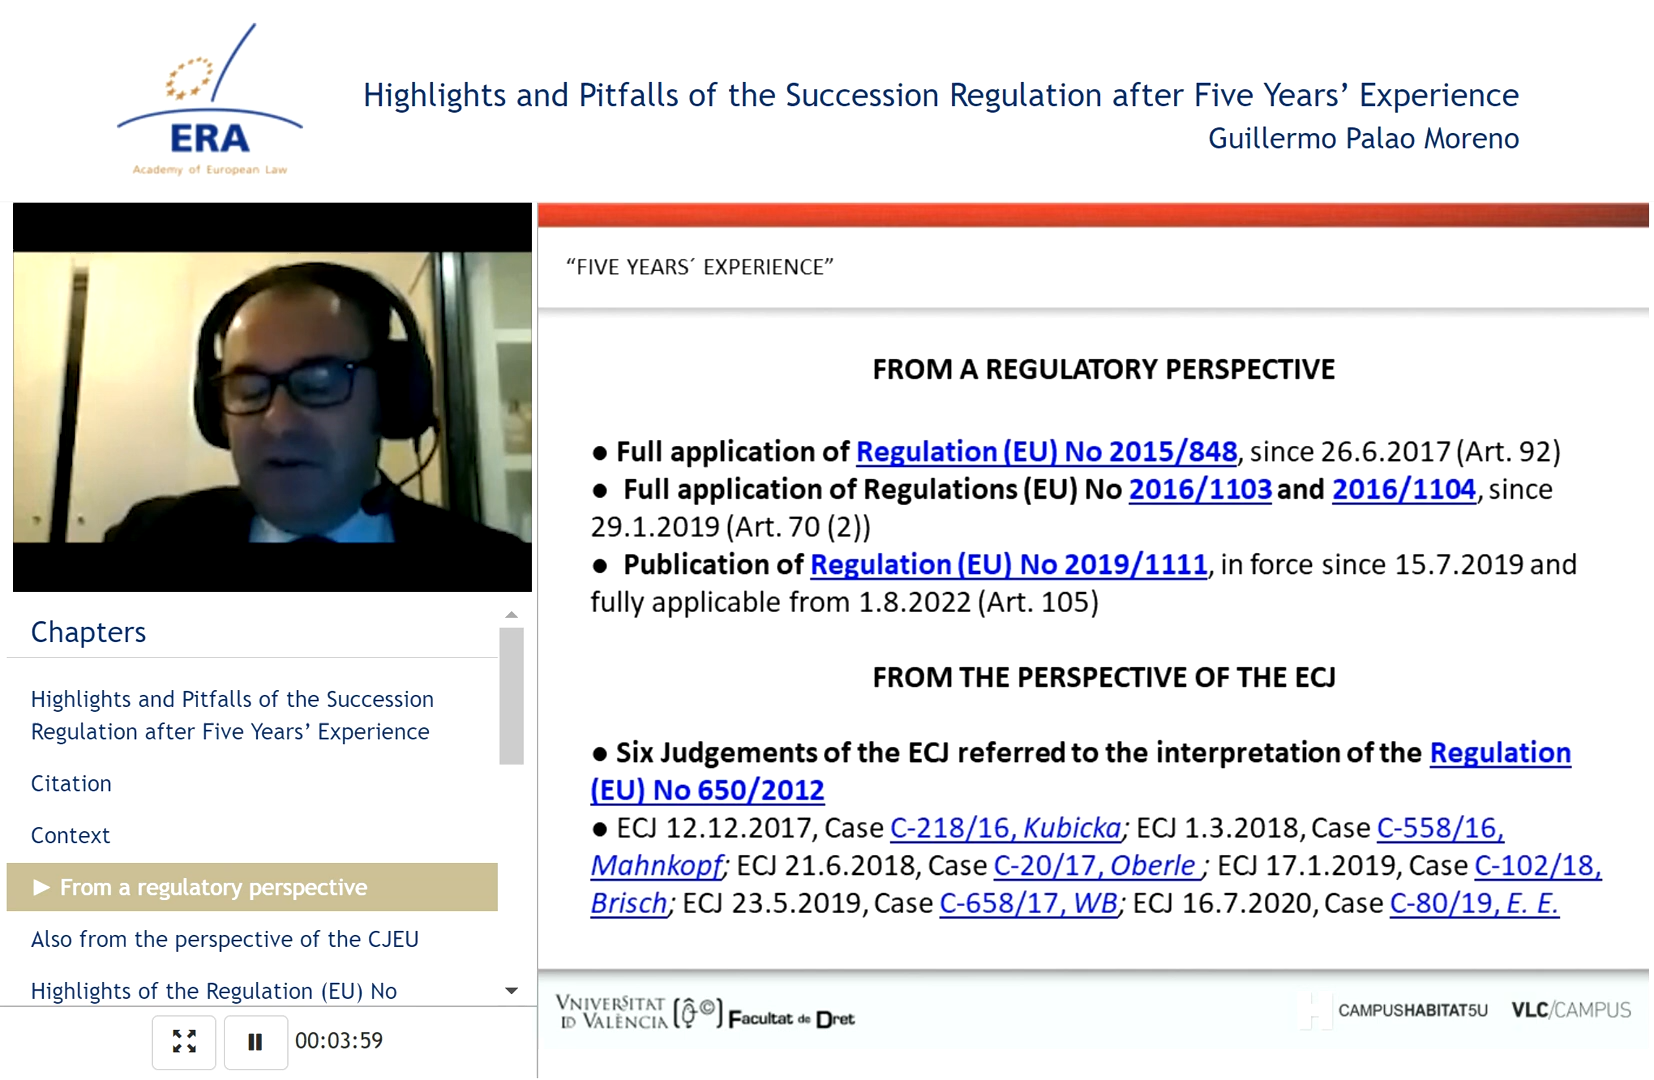 ERA
Academy of European Law
Highlights and Pitfalls of the Succession Regulation after Five Years’ Experience
Guillermo Palao Moreno
Chapters
Highlights and Pitfalls of the Succession
Regulation after Five Years’ Experience
Citation
Context
► From a regulatory perspective
Also from the perspective of the CJEU
Highlights of the Regulation (EU) No
00:03:59
“FIVE YEARS´ EXPERIENCE”
FROM A REGULATORY PERSPECTIVE
● Full application of Regulation (EU) No 2015/848, since 26.6.2017 (Art. 92)
● Full application of Regulations (EU) No 2016/1103 and 2016/1104, since
29.1.2019 (Art. 70 (2))
● Publication of Regulation (EU) No 2019/1111, in force since 15.7.2019 and
fully applicable from 1.8.2022 (Art. 105)
FROM THE PERSPECTIVE OF THE ECJ
● Six Judgements of the ECJ referred to the interpretation of the Regulation
(EU) No 650/2012
● ECJ 12.12.2017, Case C-218/16, Kubicka; ECJ 1.3.2018, Case C-558/16,
Mahnkopf; ECJ 21.6.2018, Case C-20/17, Oberle ; ECJ 17.1.2019, Case C-102/18,
Brisch; ECJ 23.5.2019, Case C-658/17, WB; ECJ 16.7.2020, Case C-80/19, E. E.
VNIVERSITAT
ID VALÈNCIA
Facultat de Dret
CAMPUSHABITAT5U
VLC/CAMPUS